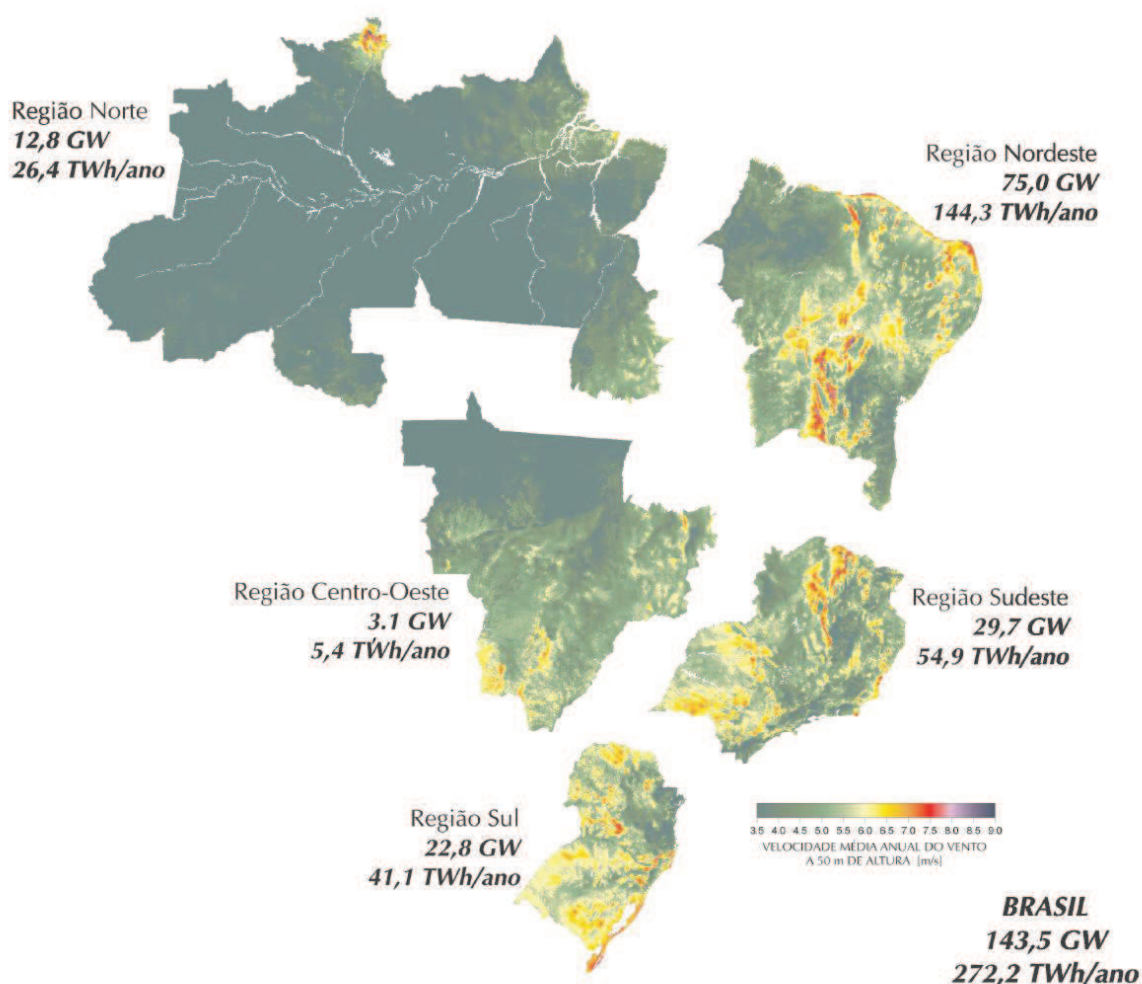 Região Norte
12,8 GW
26,4 TWh/ano
Região Nordeste
75,0 GW
144,3 TWh/ano
Região Centro-Oeste
3.1 GW
5,4 TWh/ano
Região Sudeste
29,7 GW
54,9 TWh/ano
Região Sul
22,8 GW
41,1 TWh/ano
3.5 4.0 4.5 5.0 5.5 6.0 6.5 7.0 7.5 8.0 8.5 9.0
VELOCIDADE MÉDIA ANUAL DO VENTO
A 50 m DE ALTURA [m/s]
BRASIL
143,5 GW
272,2 TWh/ano